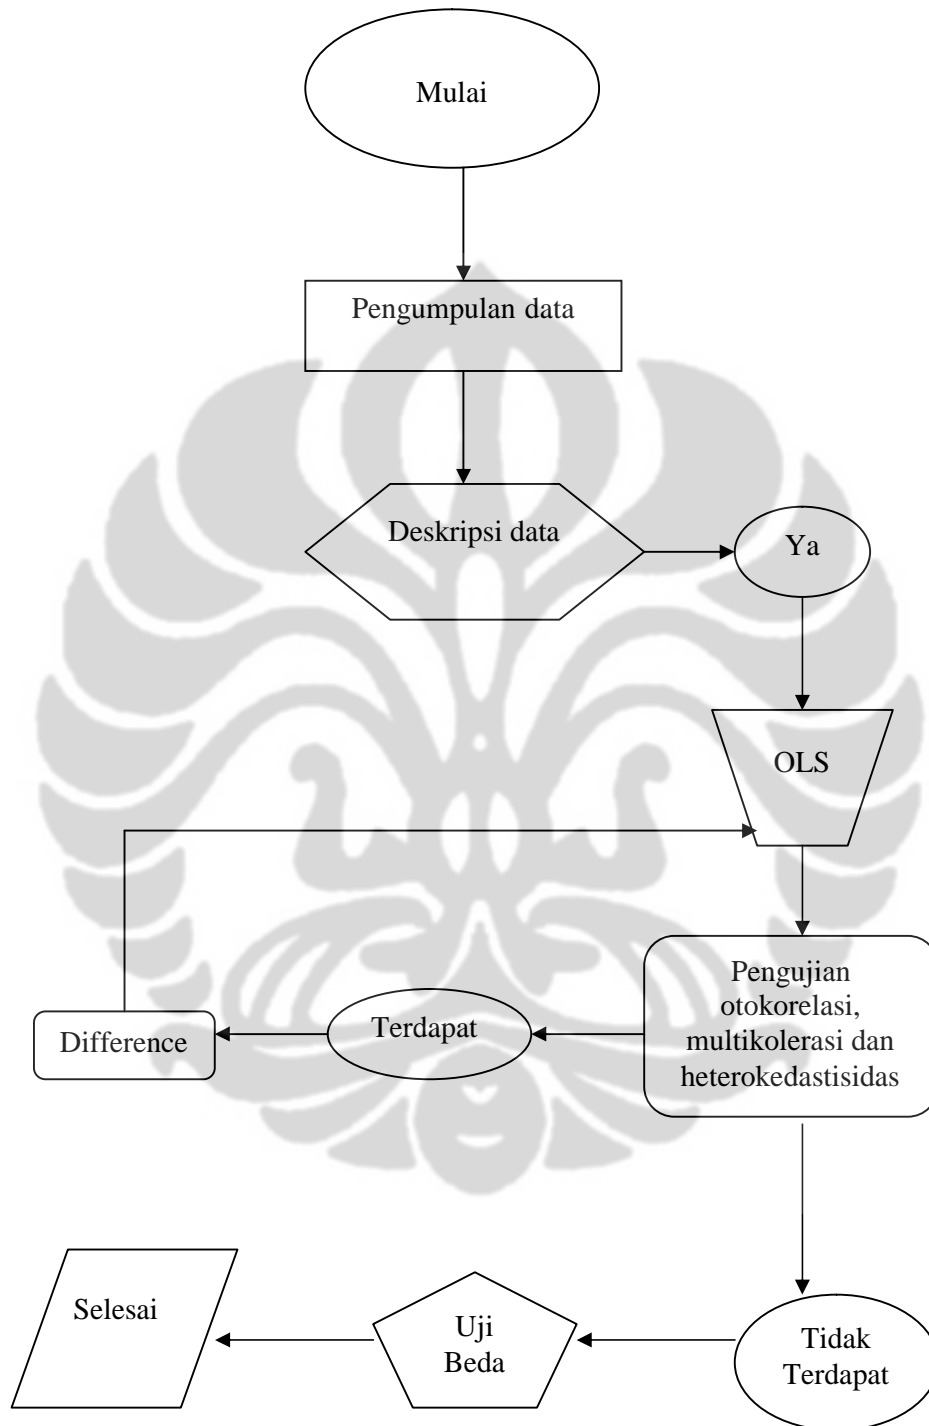 Mulai
Pengumpulan data
Deskripsi data
Ya
OLS
Pengujian
otokorelasi,
multikolerasi dan
heterokedastisidas
Terdapat
Difference
Tidak
Terdapat
Uji
Beda
Selesai